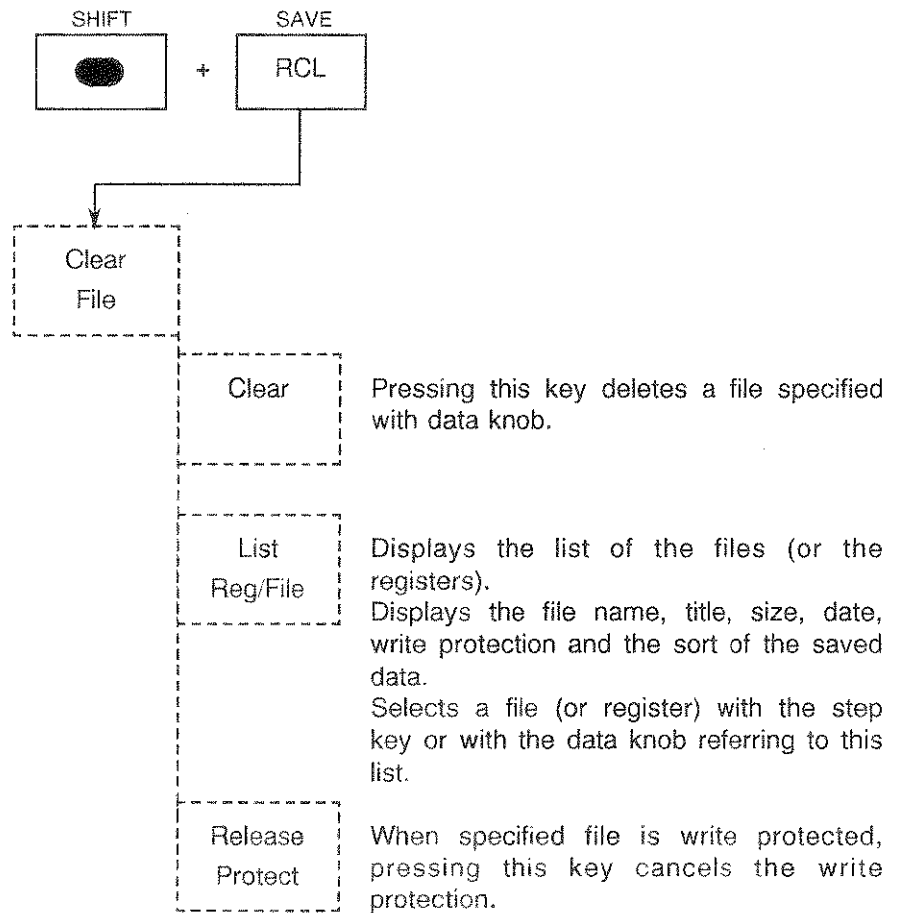 SHIFT SAVE
+ RCL
Clear
File
Clear Pressing this key deletes a file specified
with data knob.
List Displays the list of the files (or the
Reg/File registers).
Displays the file name, title, size, date,
write protection and the sort of the saved
data.
Selects a file (or register) with the step
key or with the data knob referring to this
list.
Release When specified file is write protected,
Protect pressing this key cancels the write
protection.